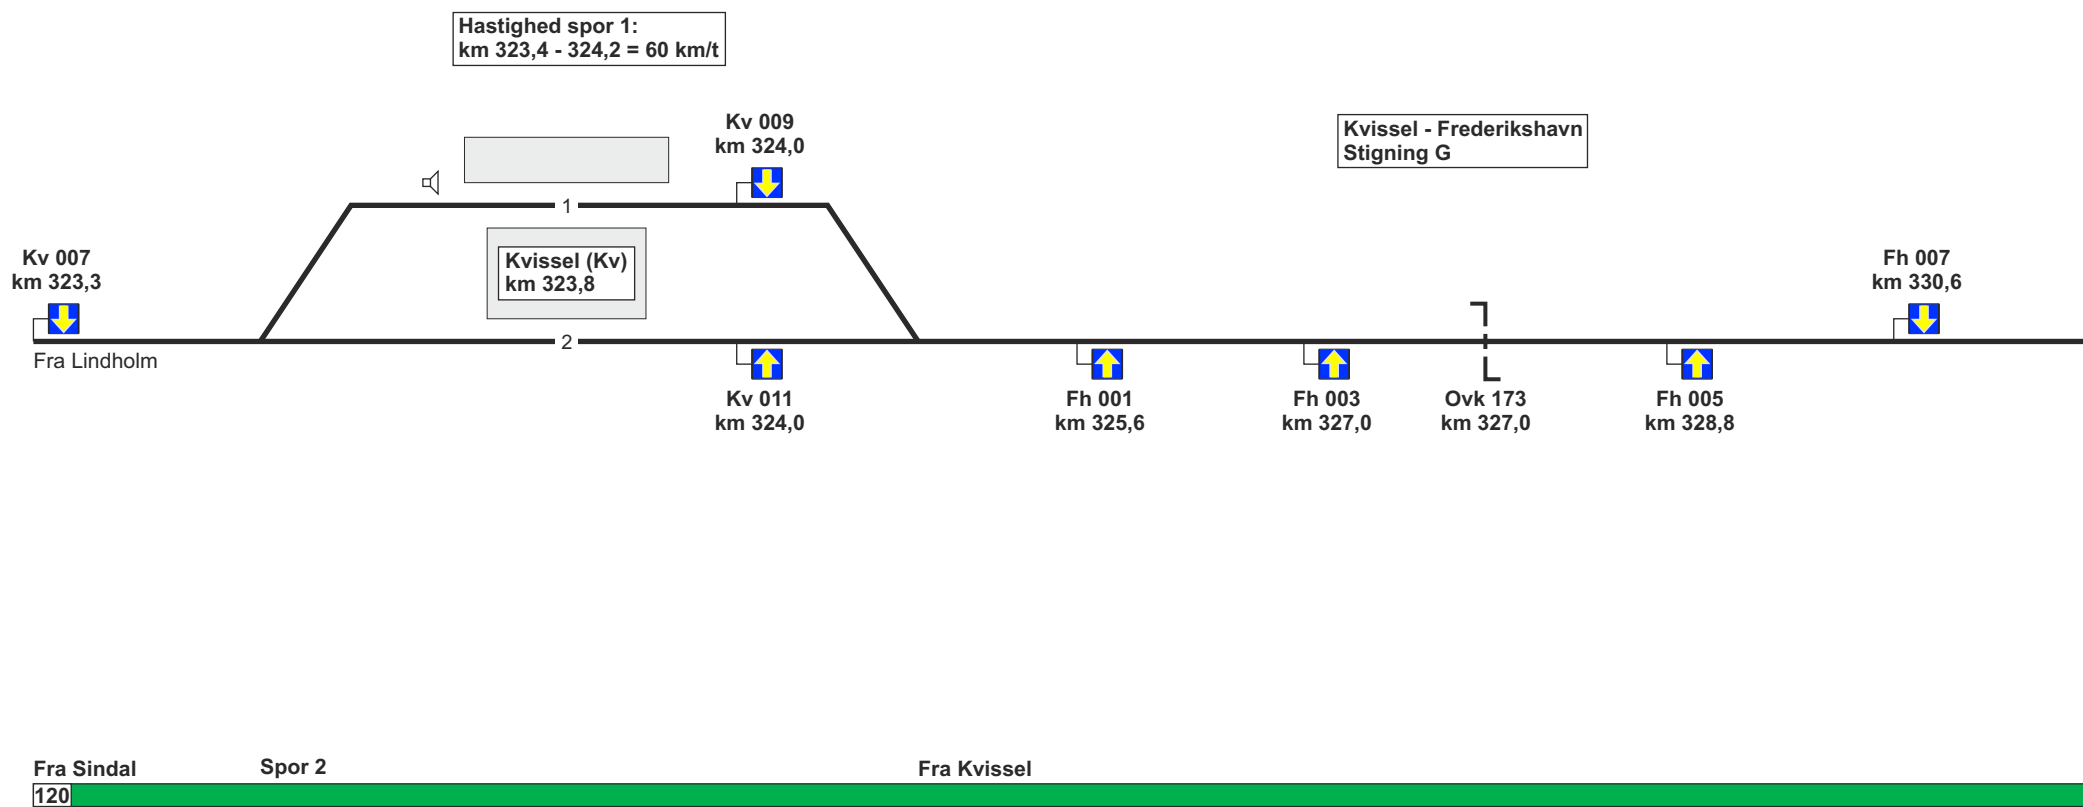 Hastighed spor 1:
km 323,4 - 324,2 = 60 km/t
Kv 009
km 324,0
Kvissel - Frederikshavn
Stigning G
1
Kv 007
km 323,3
Kvissel (Kv)
km 323,8
Fh 007
km 330,6
2
Fra Lindholm
Kv 011
km 324,0
Fh 001
km 325,6
Fh 003
km 327,0
Ovk 173
km 327,0
Fh 005
km 328,8
Fra Sindal
Spor 2
Fra Kvissel
120